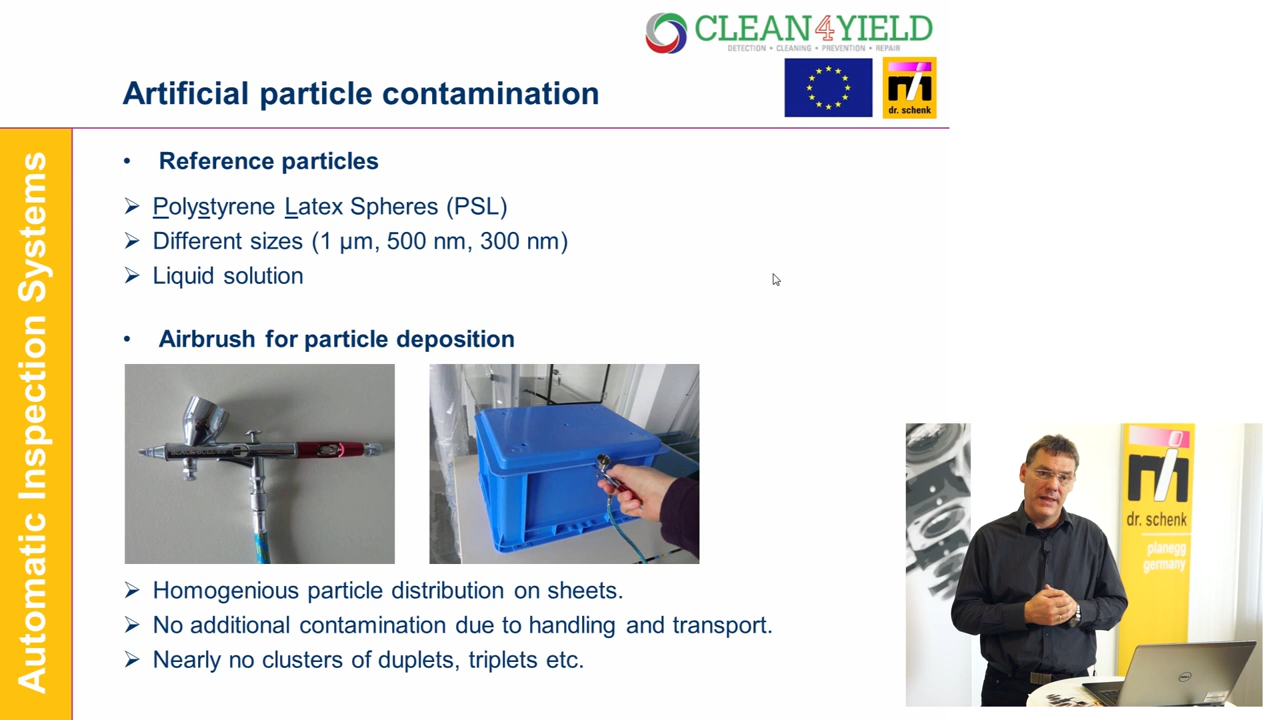 CLEAN4YIELD
DETECTION • CLEANING • PREVENTION • REPAIR
dr. schenk
Artificial particle contamination
Automatic Inspection Systems
• Reference particles
➢ Polystyrene Latex Spheres (PSL)
➢ Different sizes (1 µm, 500 nm, 300 nm)
➢ Liquid solution
• Airbrush for particle deposition
➢ Homogenious particle distribution on sheets.
➢ No additional contamination due to handling and transport.
➢ Nearly no clusters of duplets, triplets etc.
dr. schenk
planegg
germany
DELL